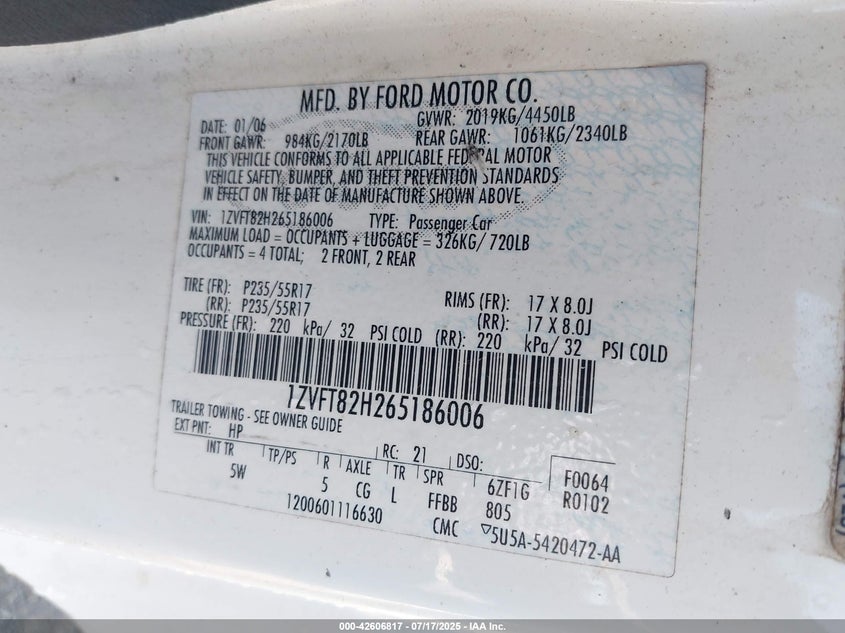 MFD. BY FORD MOTOR CO.
DATE: 01/06 GVWR: 2019KG/4450LB
FRONT GAWR: 984KG/2170LB REAR GAWR: 1061KG/2340LB
THIS VEHICLE CONFORMS TO ALL APPLICABLE FEDERAL MOTOR
VEHICLE SAFETY, BUMPER, AND THEFT PREVENTION STANDARDS
IN EFFECT ON THE DATE OF MANUFACTURE SHOWN ABOVE.
VIN: 1ZVFT82H265186006 TYPE: Passenger Car
MAXIMUM LOAD = OCCUPANTS + LUGGAGE = 326KG/720LB
OCCUPANTS = 4 TOTAL; 2 FRONT, 2 REAR
TIRE (FR): P235/55R17 RIMS (FR): 17 X 8.0J
(RR): P235/55R17 (RR): 17 X 8.0J
PRESSURE (FR): 220 kPa/ 32 PSI COLD (RR): 220 kPa/ 32 PSI COLD
1ZVFT82H265186006
TRAILER TOWING - SEE OWNER GUIDE
EXT PNT: HP RC: 21 DSO: F0064
INT TR TP/PS R AXLE TR SPR 6ZF1G R0102
5W 5 CG L FFBB 805
1200601116630 CMC ▽5U5A-5420472-AA
000-42606817 - 07/17/2025 - IAA Inc.